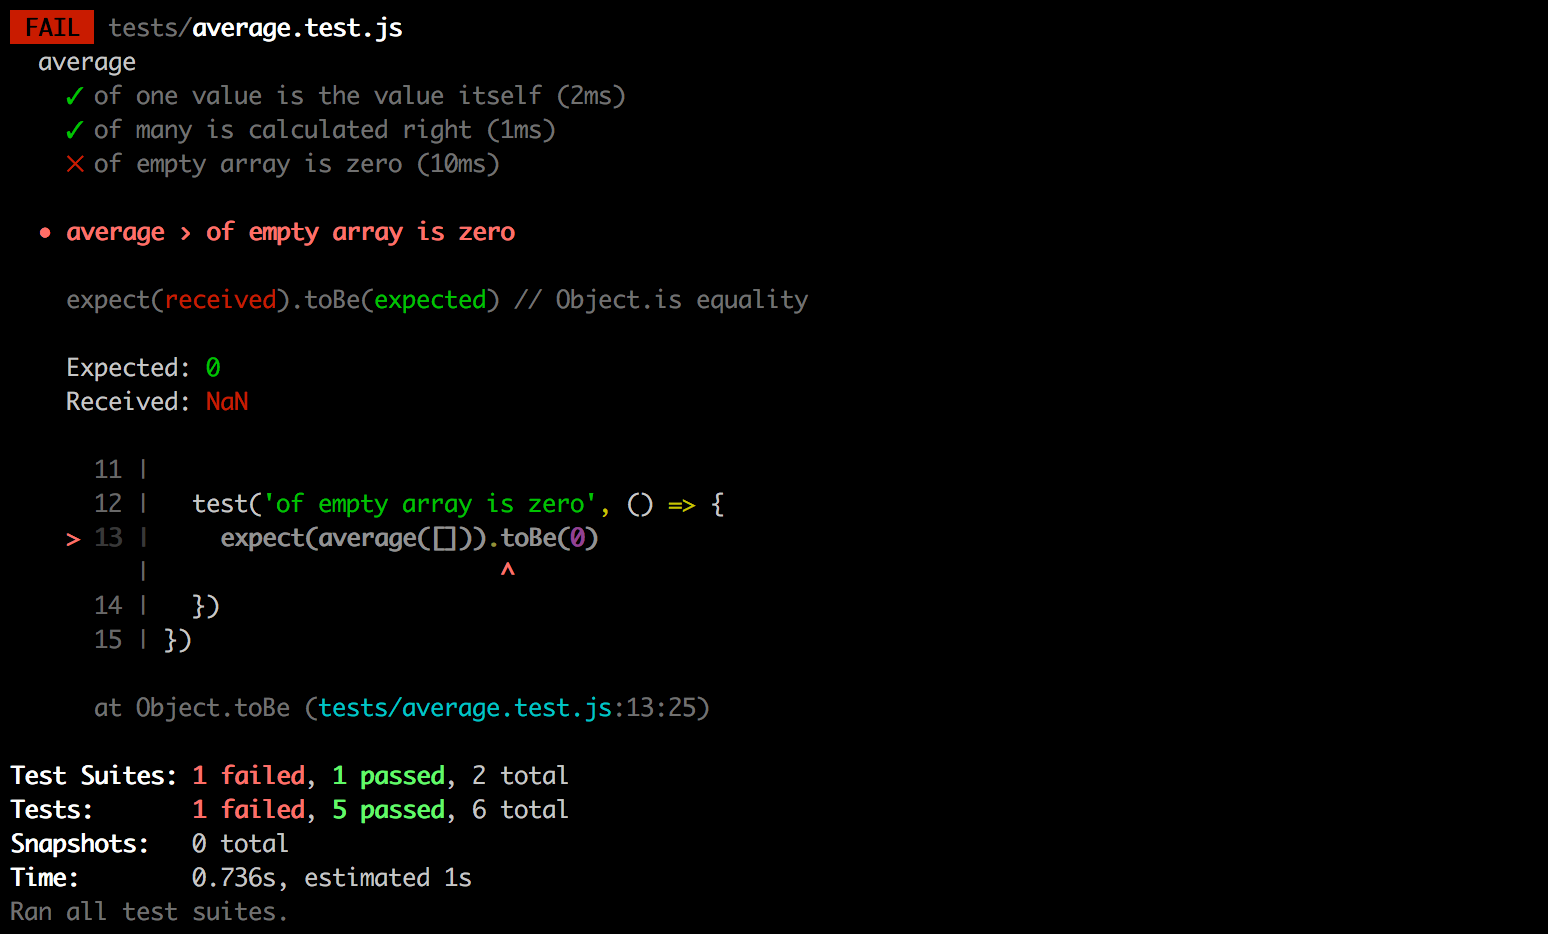 FAIL tests/average.test.js
average
✓ of one value is the value itself (2ms)
✓ of many is calculated right (1ms)
✕ of empty array is zero (10ms)
● average › of empty array is zero
expect(received).toBe(expected) // Object.is equality
Expected: 0
Received: NaN
11 |
12 | test('of empty array is zero', () => {
> 13 | expect(average([])).toBe(0)
| ^
14 | })
15 | })
at Object.toBe (tests/average.test.js:13:25)
Test Suites: 1 failed, 1 passed, 2 total
Tests: 1 failed, 5 passed, 6 total
Snapshots: 0 total
Time: 0.736s, estimated 1s
Ran all test suites.